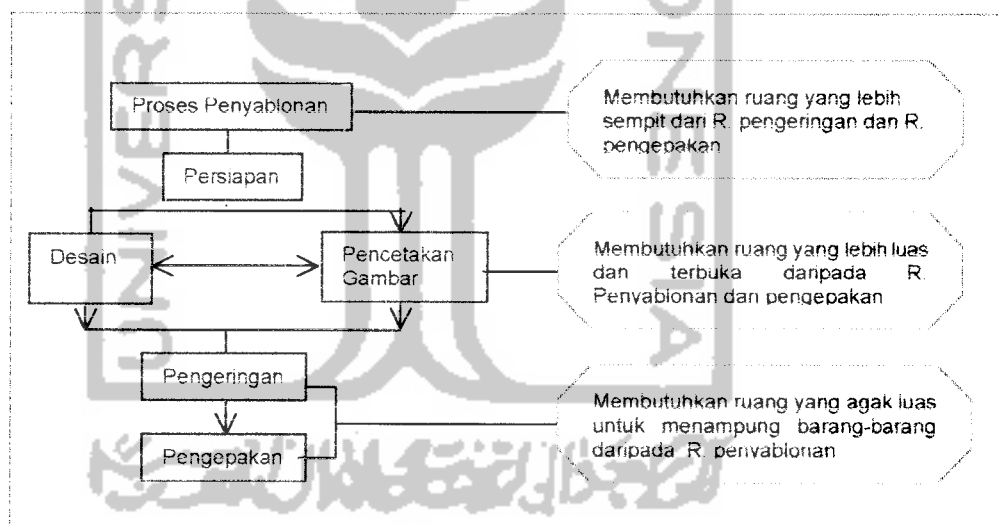 Proses Penyablonan
Membutuhkan ruang yang lebih
sempit dari R. pengeringan dan R.
pengepakan
Persiapan
Desain
Pencetakan
Gambar
Membutuhkan ruang yang lebih luas
dan terbuka daripada R.
Penyablonan dan pengepakan
Pengeringan
Pengepakan
Membutuhkan ruang yang agak luas
untuk menampung barang-barang
daripada R. penyablonan
UNIVERS
ONESIA